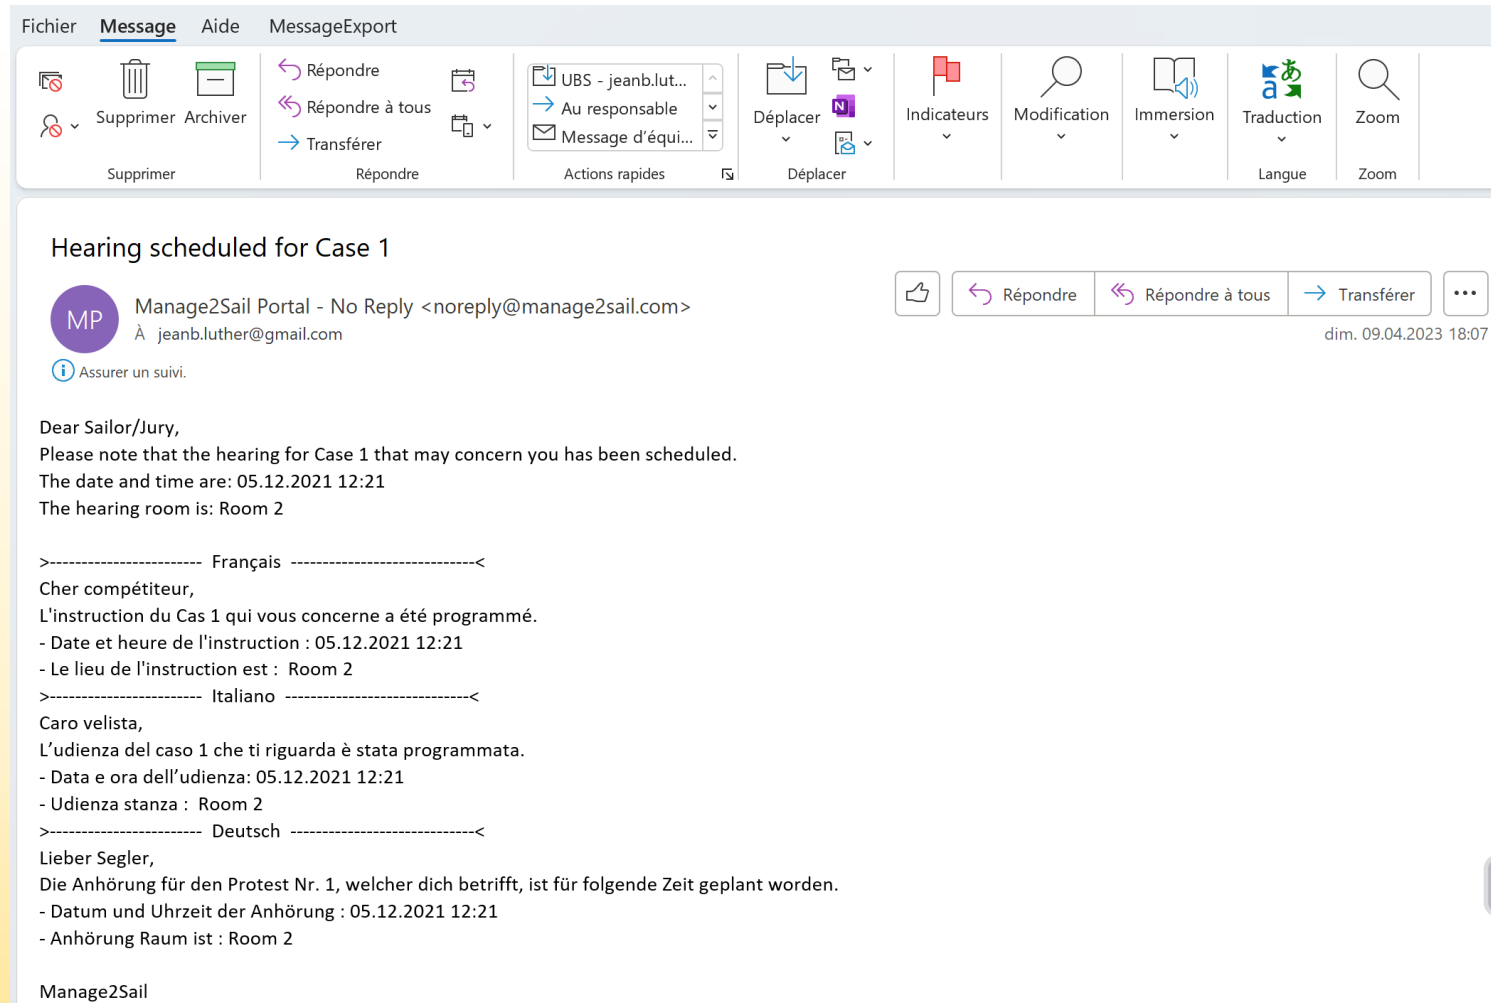 Fichier Message Aide MessageExport
Supprimer Archiver
Répondre
Répondre à tous
Transférer
UBS - jeanb.lut...
Au responsable
Message d'équi...
Déplacer
Indicateurs
Modification
Immersion
Traduction
Zoom
Supprimer Répondre Actions rapides Déplacer Langue Zoom
Hearing scheduled for Case 1
MP
Manage2Sail Portal - No Reply <noreply@manage2sail.com>
À jeanb.luther@gmail.com
Répondre Répondre à tous Transférer
dim. 09.04.2023 18:07
Assurer un suivi.
Dear Sailor/Jury,
Please note that the hearing for Case 1 that may concern you has been scheduled.
The date and time are: 05.12.2021 12:21
The hearing room is: Room 2
>------------------------ Français -----------------------------<
Cher compétiteur,
L'instruction du Cas 1 qui vous concerne a été programmé.
- Date et heure de l'instruction : 05.12.2021 12:21
- Le lieu de l'instruction est : Room 2
>------------------------ Italiano -----------------------------<
Caro velista,
L’udienza del caso 1 che ti riguarda è stata programmata.
- Data e ora dell’udienza: 05.12.2021 12:21
- Udienza stanza : Room 2
>------------------------ Deutsch -----------------------------<
Lieber Segler,
Die Anhörung für den Protest Nr. 1, welcher dich betrifft, ist für folgende Zeit geplant worden.
- Datum und Uhrzeit der Anhörung : 05.12.2021 12:21
- Anhörung Raum ist : Room 2
Manage2Sail